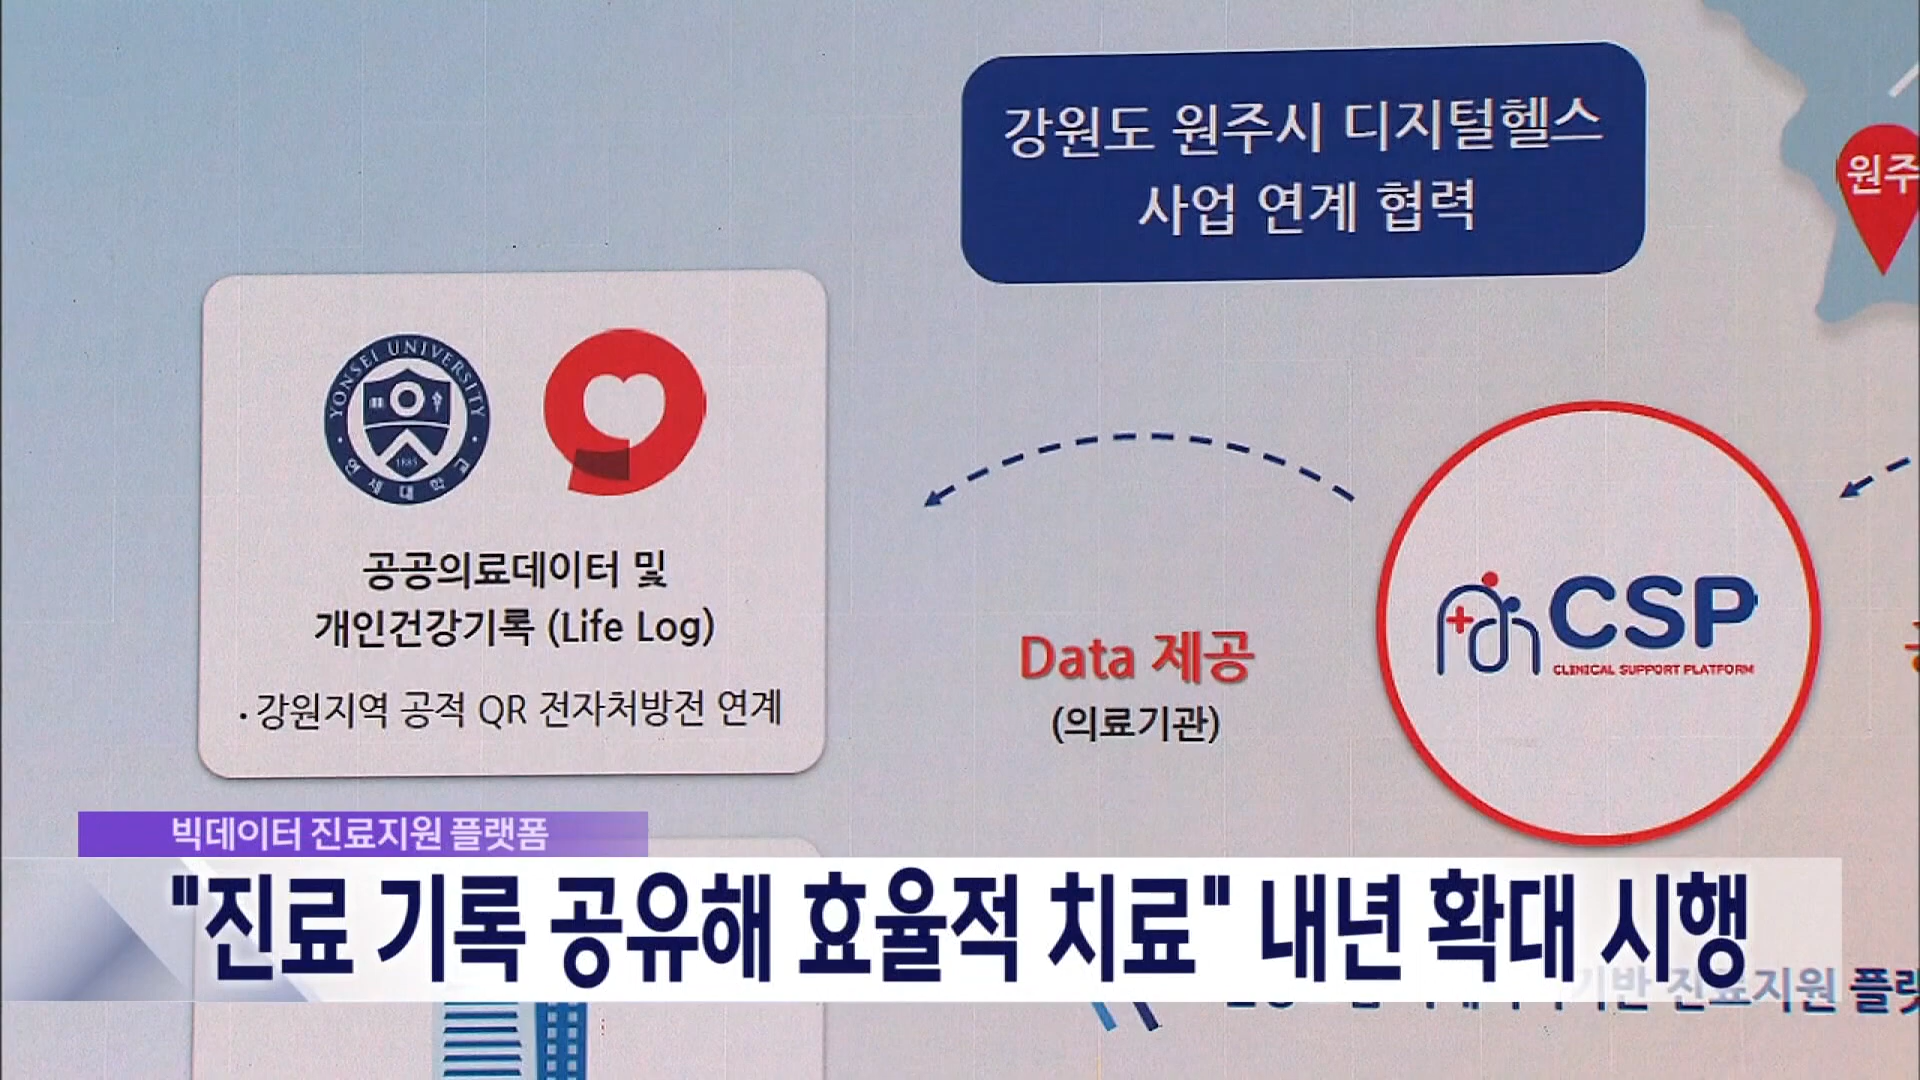 강원도 원주시 디지털헬스
사업 연계 협력
원주
YONSEI UNIVERSITY
1885
연세대학교
공공의료데이터 및
개인건강기록 (Life Log)
· 강원지역 공적 QR 전자처방전 연계
Data 제공
(의료기관)
CSP
CLINICAL SUPPORT PLATFORM
빅데이터 진료지원 플랫폼
"진료 기록 공유해 효율적 치료" 내년 확대 시행
기반 진료지원